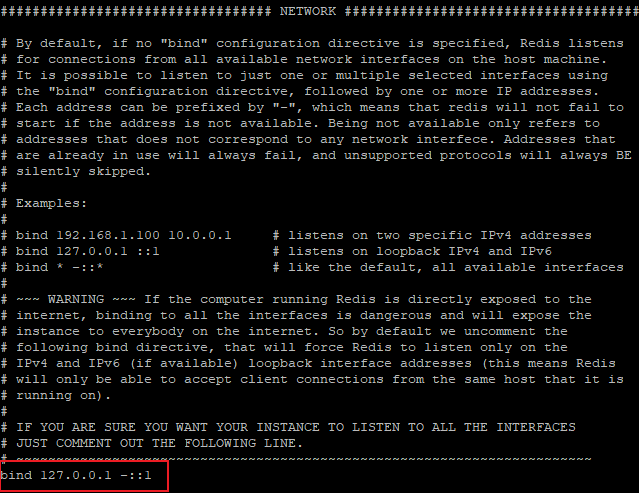 ################################## NETWORK #####################################
# By default, if no "bind" configuration directive is specified, Redis listens
# for connections from all available network interfaces on the host machine.
# It is possible to listen to just one or multiple selected interfaces using
# the "bind" configuration directive, followed by one or more IP addresses.
# Each address can be prefixed by "-", which means that redis will not fail to
# start if the address is not available. Being not available only refers to
# addresses that does not correspond to any network interfece. Addresses that
# are already in use will always fail, and unsupported protocols will always BE
# silently skipped.
#
# Examples:
#
# bind 192.168.1.100 10.0.0.1     # listens on two specific IPv4 addresses
# bind 127.0.0.1 ::1              # listens on loopback IPv4 and IPv6
# bind * -::*                     # like the default, all available interfaces
#
# ~~~ WARNING ~~~ If the computer running Redis is directly exposed to the
# internet, binding to all the interfaces is dangerous and will expose the
# instance to everybody on the internet. So by default we uncomment the
# following bind directive, that will force Redis to listen only on the
# IPv4 and IPv6 (if available) loopback interface addresses (this means Redis
# will only be able to accept client connections from the same host that it is
# running on).
#
# IF YOU ARE SURE YOU WANT YOUR INSTANCE TO LISTEN TO ALL THE INTERFACES
# JUST COMMENT OUT THE FOLLOWING LINE.
# ~~~~~~~~~~~~~~~~~~~~~~~~~~~~~~~~~~~~~~~~~~~~~~~~~~~~~~~~~~~~~~~~~~~~~~~~
bind 127.0.0.1 -::1